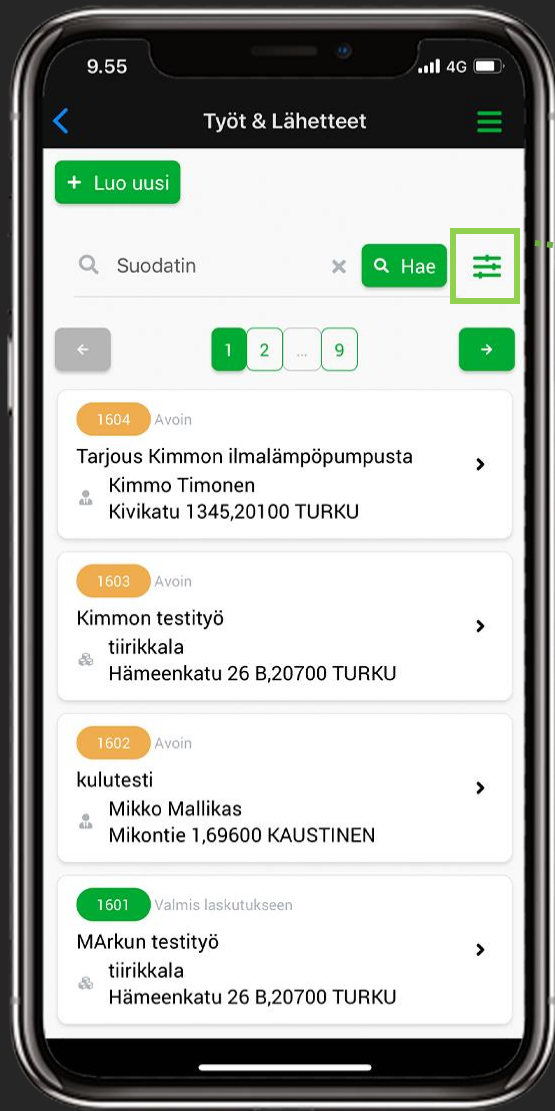 9.55
4G
Työt & Lähetteet
+ Luo uusi
Suodatin
Hae
1 2 ... 9
1604 Avoin
Tarjous Kimmon ilmalämpöpumpusta
Kimmo Timonen
Kivikatu 1345,20100 TURKU
1603 Avoin
Kimmon testityö
tiirikkala
Hämeenkatu 26 B,20700 TURKU
1602 Avoin
kulutesti
Mikko Mallikas
Mikontie 1,69600 KAUSTINEN
1601 Valmis laskutukseen
MArkun testityö
tiirikkala
Hämeenkatu 26 B,20700 TURKU